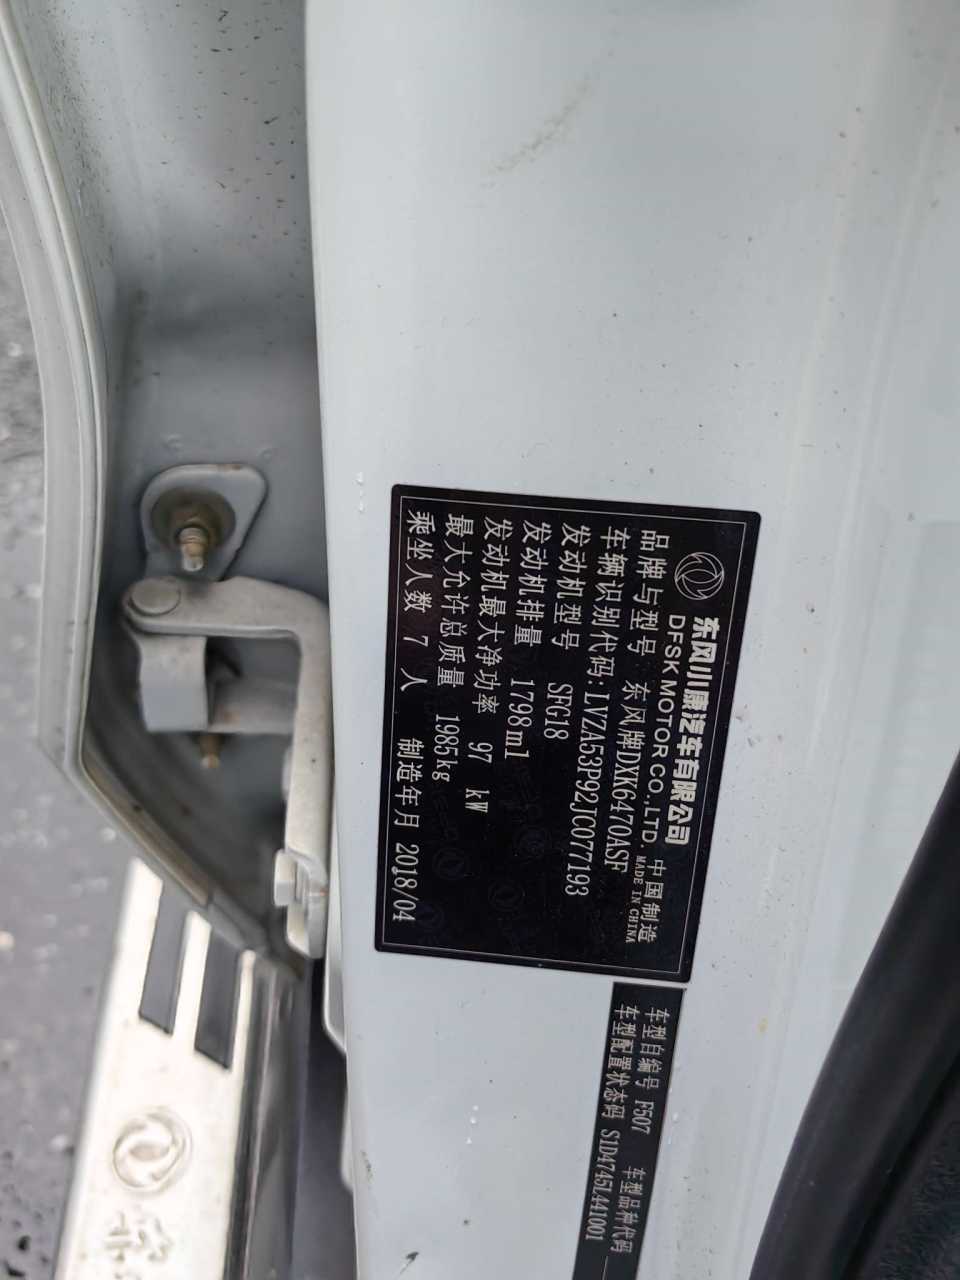 东风小康汽车有限公司
DFSK MOTOR CO.,LTD.
中国制造
MADE IN CHINA
品牌与型号 东风牌DXK6470ASF
车辆识别代码:LVZA53P92JC077193
发动机型号 SFG18
发动机排量 1798ml
发动机最大净功率 97 kW
最大允许总质量 1985kg
乘坐人数 7 人 制造年月 2018/04
车型自编号 F507 车型品种代码
车型配置状态码 S1D4745L441001